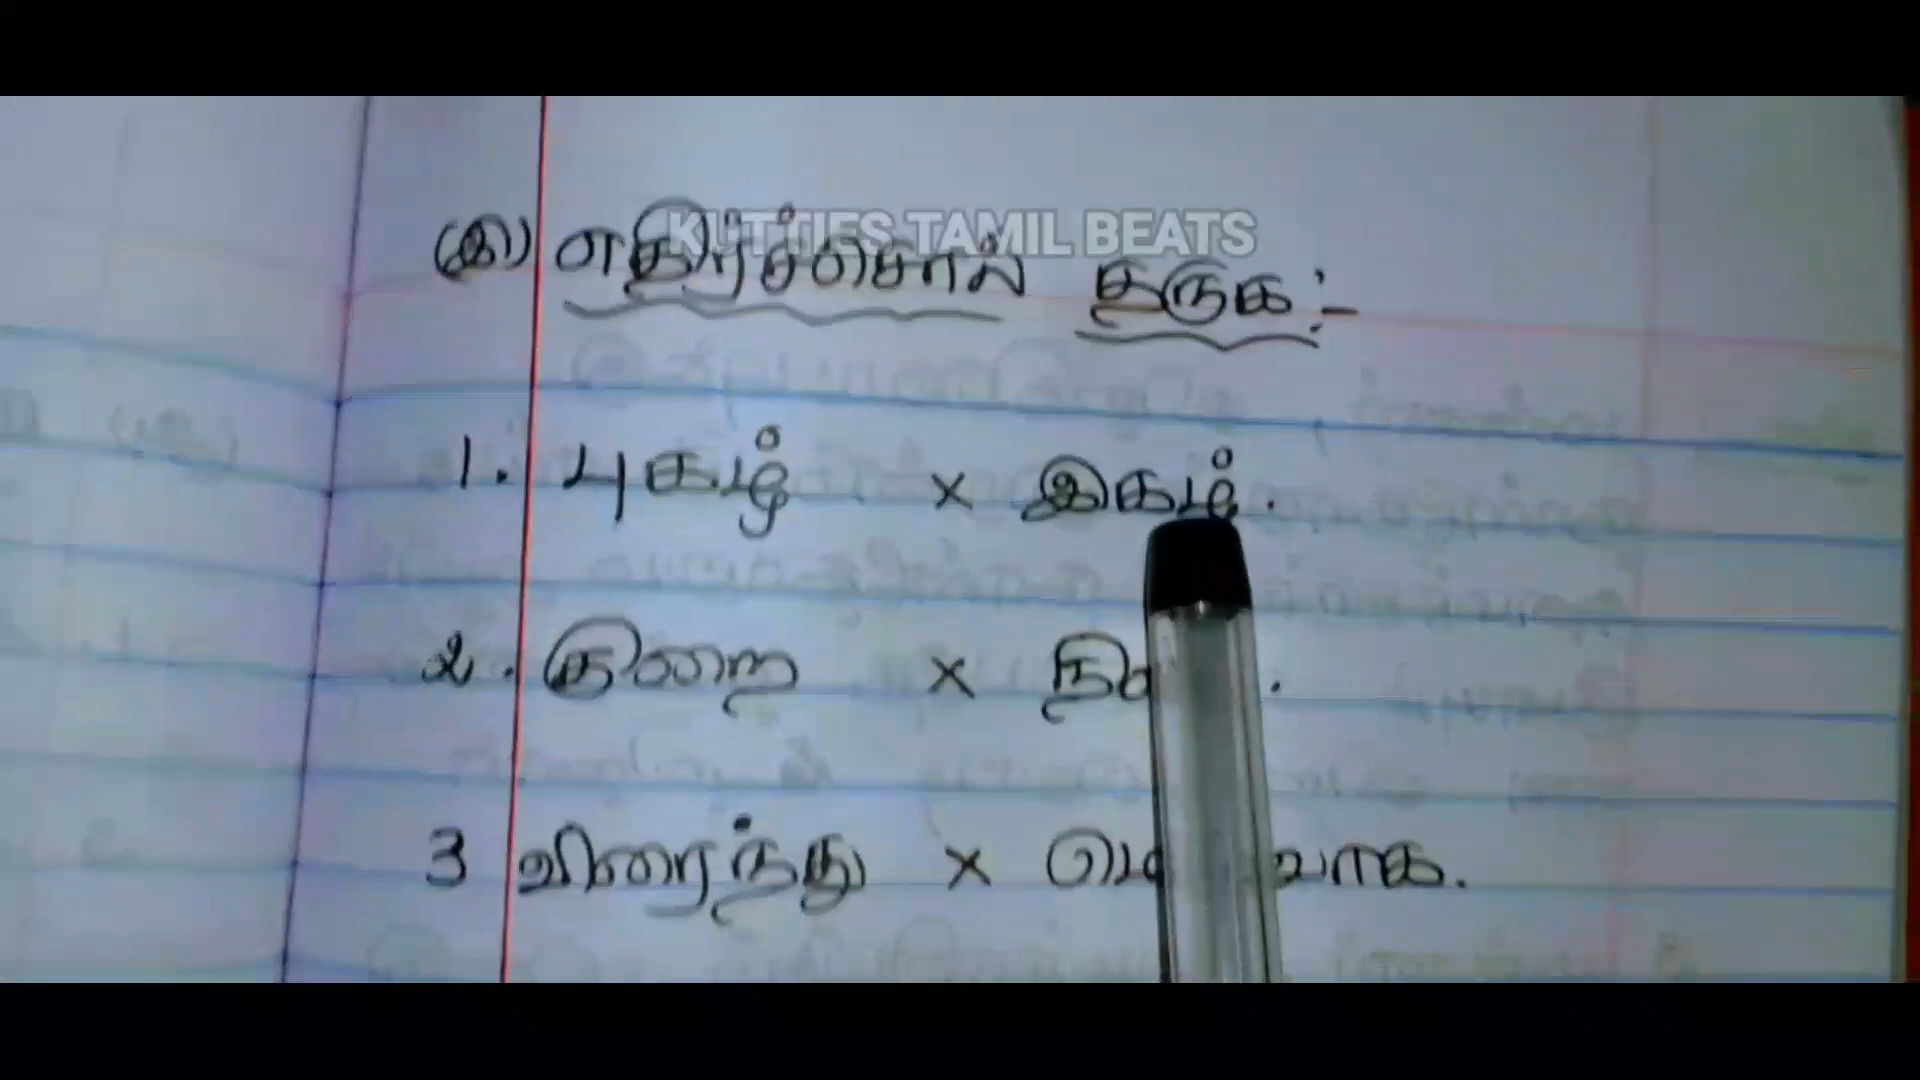 KUTTIES TAMIL BEATS
(இ) எதிர்ச்சொல் தருக:-
1. புகழ் x இகழ்.
2. குறை x
3 விரைந்து x